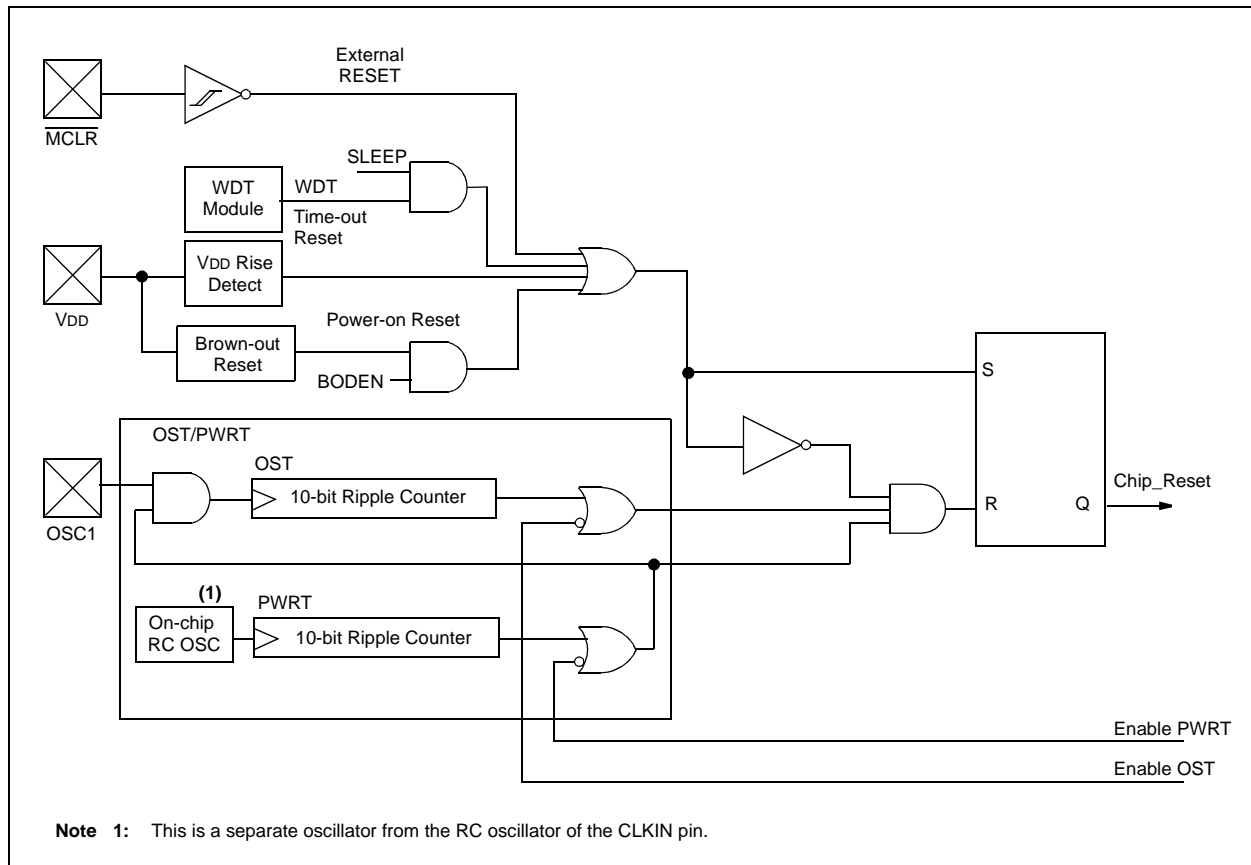 External
RESET
MCLR
SLEEP
WDT
Module
WDT
Time-out
Reset
VDD Rise
Detect
VDD
Power-on Reset
Brown-out
Reset
BODEN
S
OST/PWRT
OST
10-bit Ripple Counter
OSC1
Chip_Reset
R
Q
(1)
On-chip
RC OSC
PWRT
10-bit Ripple Counter
Enable PWRT
Enable OST
Note 1: This is a separate oscillator from the RC oscillator of the CLKIN pin.